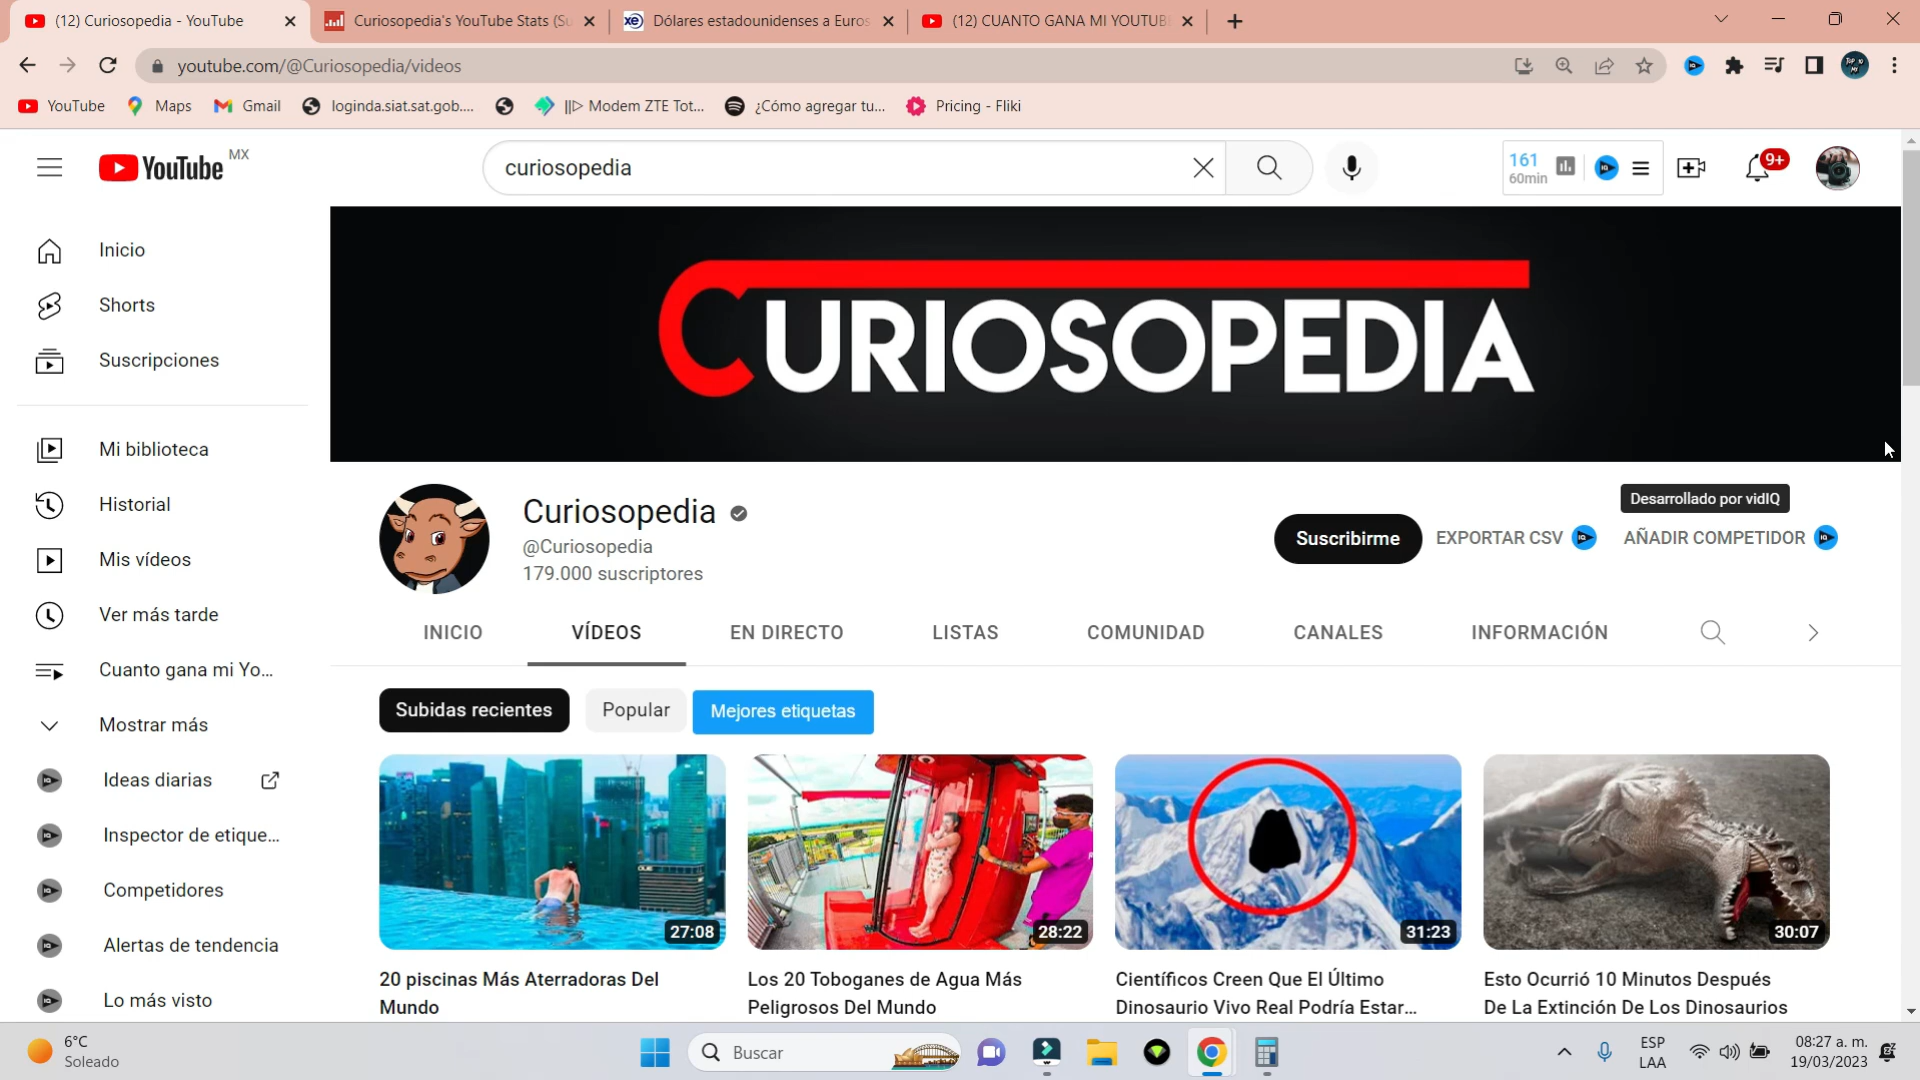 (12) Curiosopedia - YouTube
Curiosopedia's YouTube Stats (Su
Dólares estadounidenses a Euros
(12) CUANTO GANA MI YOUTUB
youtube.com/@Curiosopedia/videos
YouTube
Maps
Gmail
loginda.siat.sat.gob....
||▷ Modem ZTE Tot...
¿Cómo agregar tu...
Pricing - Fliki
YouTube MX
curiosopedia
161
60min
9+
Inicio
Shorts
Suscripciones
Mi biblioteca
Historial
Mis vídeos
Ver más tarde
Cuanto gana mi Yo...
Mostrar más
Ideas diarias
Inspector de etique...
Competidores
Alertas de tendencia
Lo más visto
CURIOSOPEDIA
Curiosopedia
@Curiosopedia
179.000 suscriptores
Suscribirme
EXPORTAR CSV
Desarrollado por vidIQ
AÑADIR COMPETIDOR
INICIO
VÍDEOS
EN DIRECTO
LISTAS
COMUNIDAD
CANALES
INFORMACIÓN
Subidas recientes
Popular
Mejores etiquetas
27:08
28:22
31:23
30:07
20 piscinas Más Aterradoras Del
Mundo
Los 20 Toboganes de Agua Más
Peligrosos Del Mundo
Científicos Creen Que El Último
Dinosaurio Vivo Real Podría Estar...
Esto Ocurrió 10 Minutos Después
De La Extinción De Los Dinosaurios
6°C
Soleado
Buscar
ESP
LAA
08:27 a. m.
19/03/2023